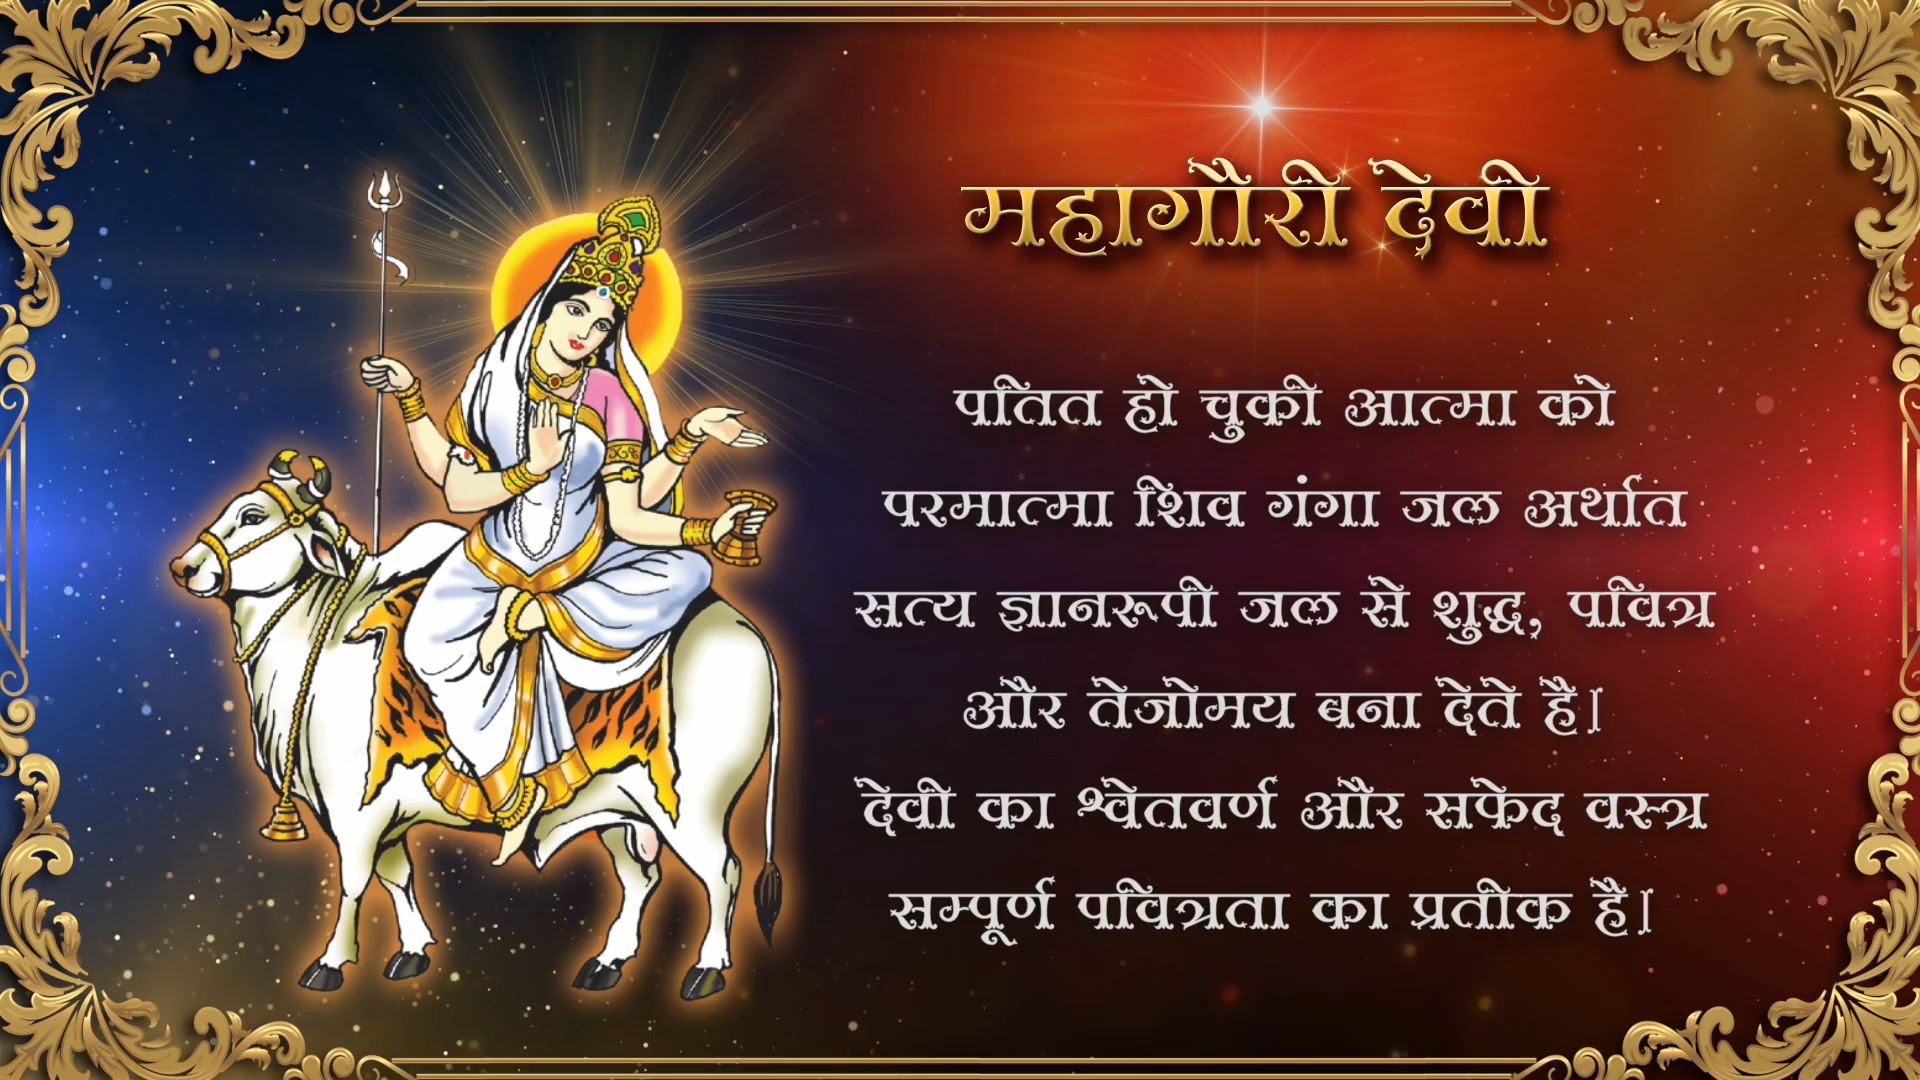 महागौरी देवी
पतित हो चुकी आत्मा को
परमात्मा शिव गंगा जल अर्थात
सत्य ज्ञानरूपी जल से शुद्ध, पवित्र
और तेजोमय बना देते है।
देवी का श्वेतवर्ण और सफेद वस्त्र
सम्पूर्ण पवित्रता का प्रतीक है।